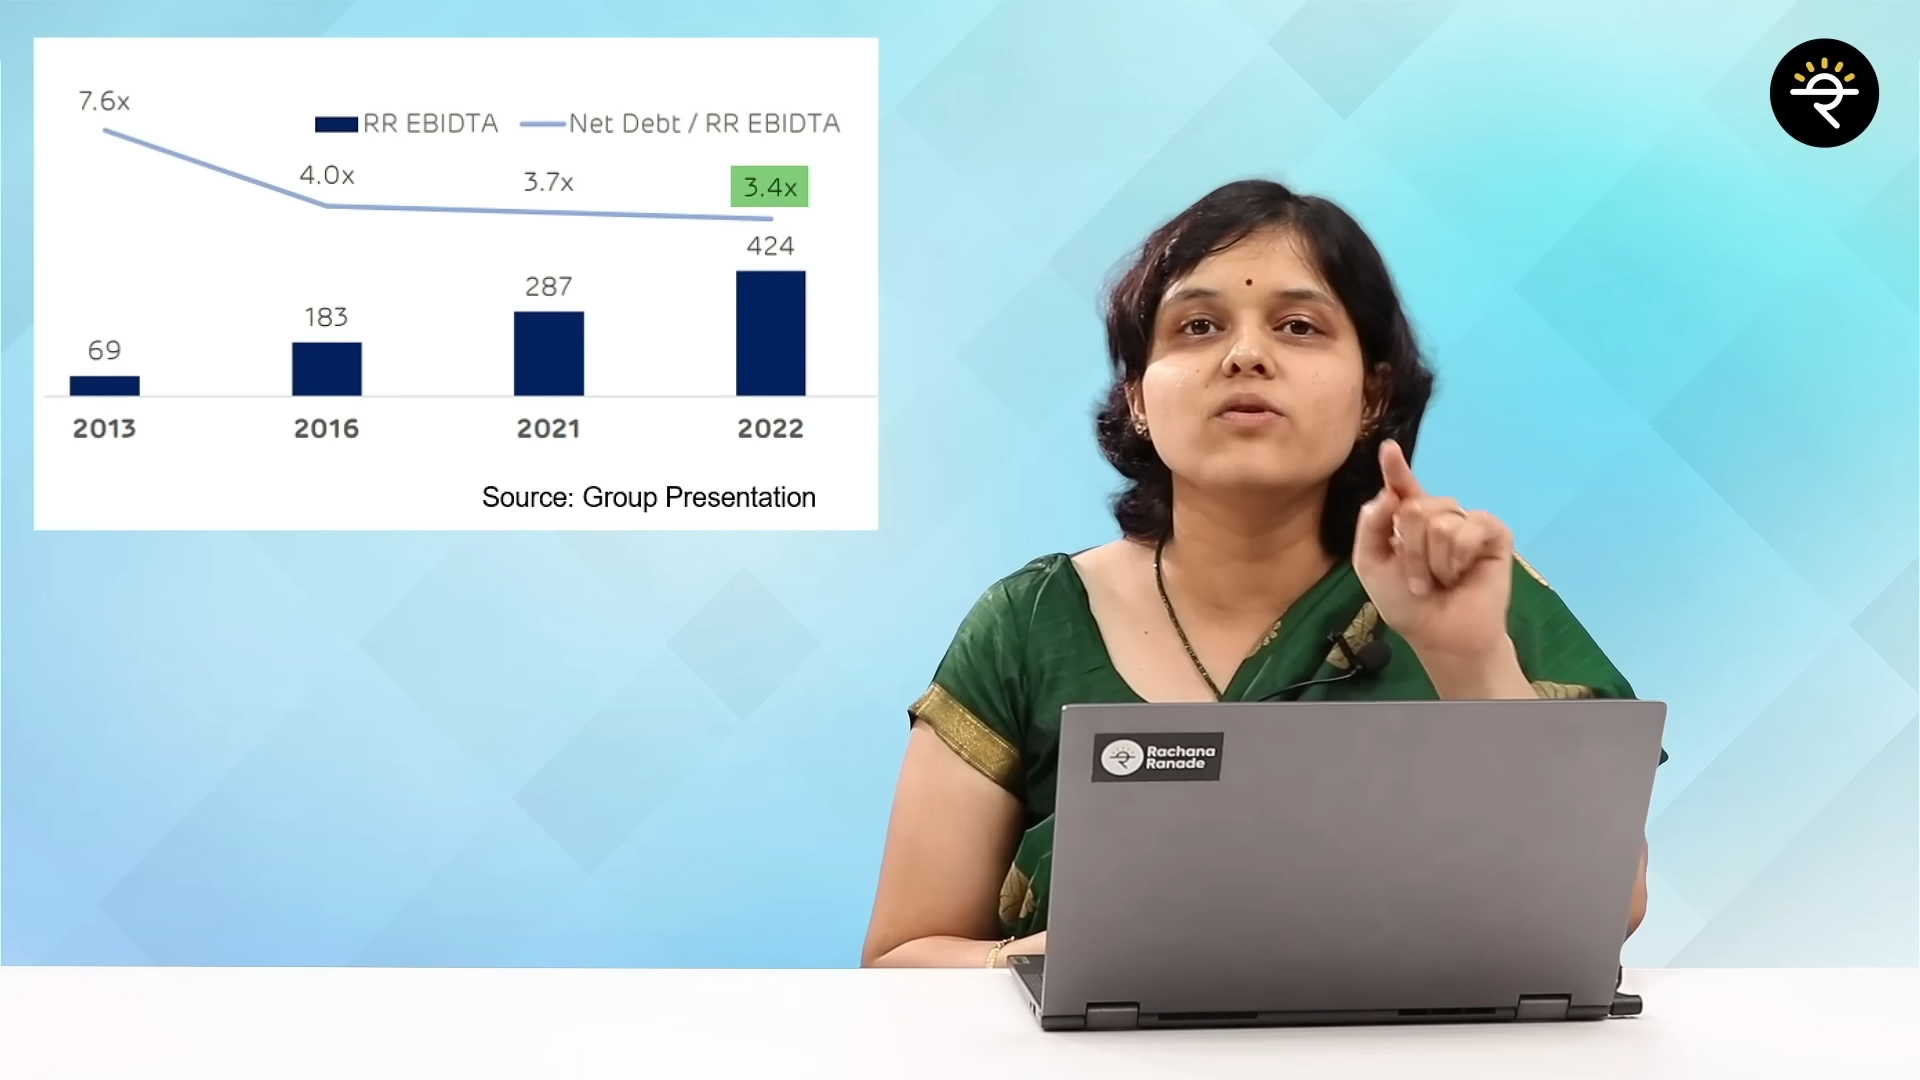 7.6x
RR EBIDTA
Net Debt / RR EBIDTA
4.0x
3.7x
3.4x
424
287
183
69
2013
2016
2021
2022
Source: Group Presentation
Rachana
Ranade